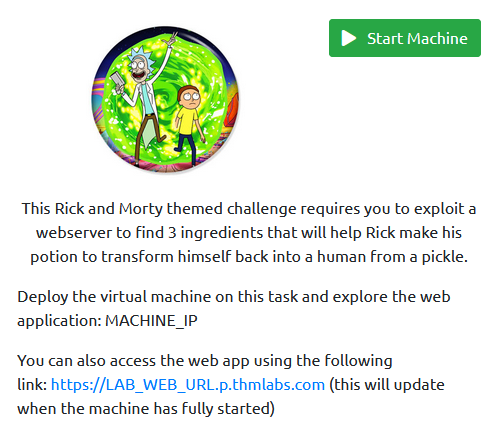 Start Machine
This Rick and Morty themed challenge requires you to exploit a
webserver to find 3 ingredients that will help Rick make his
potion to transform himself back into a human from a pickle.
Deploy the virtual machine on this task and explore the web
application: MACHINE_IP
You can also access the web app using the following
link: https://LAB_WEB_URL.p.thmlabs.com (this will update
when the machine has fully started)